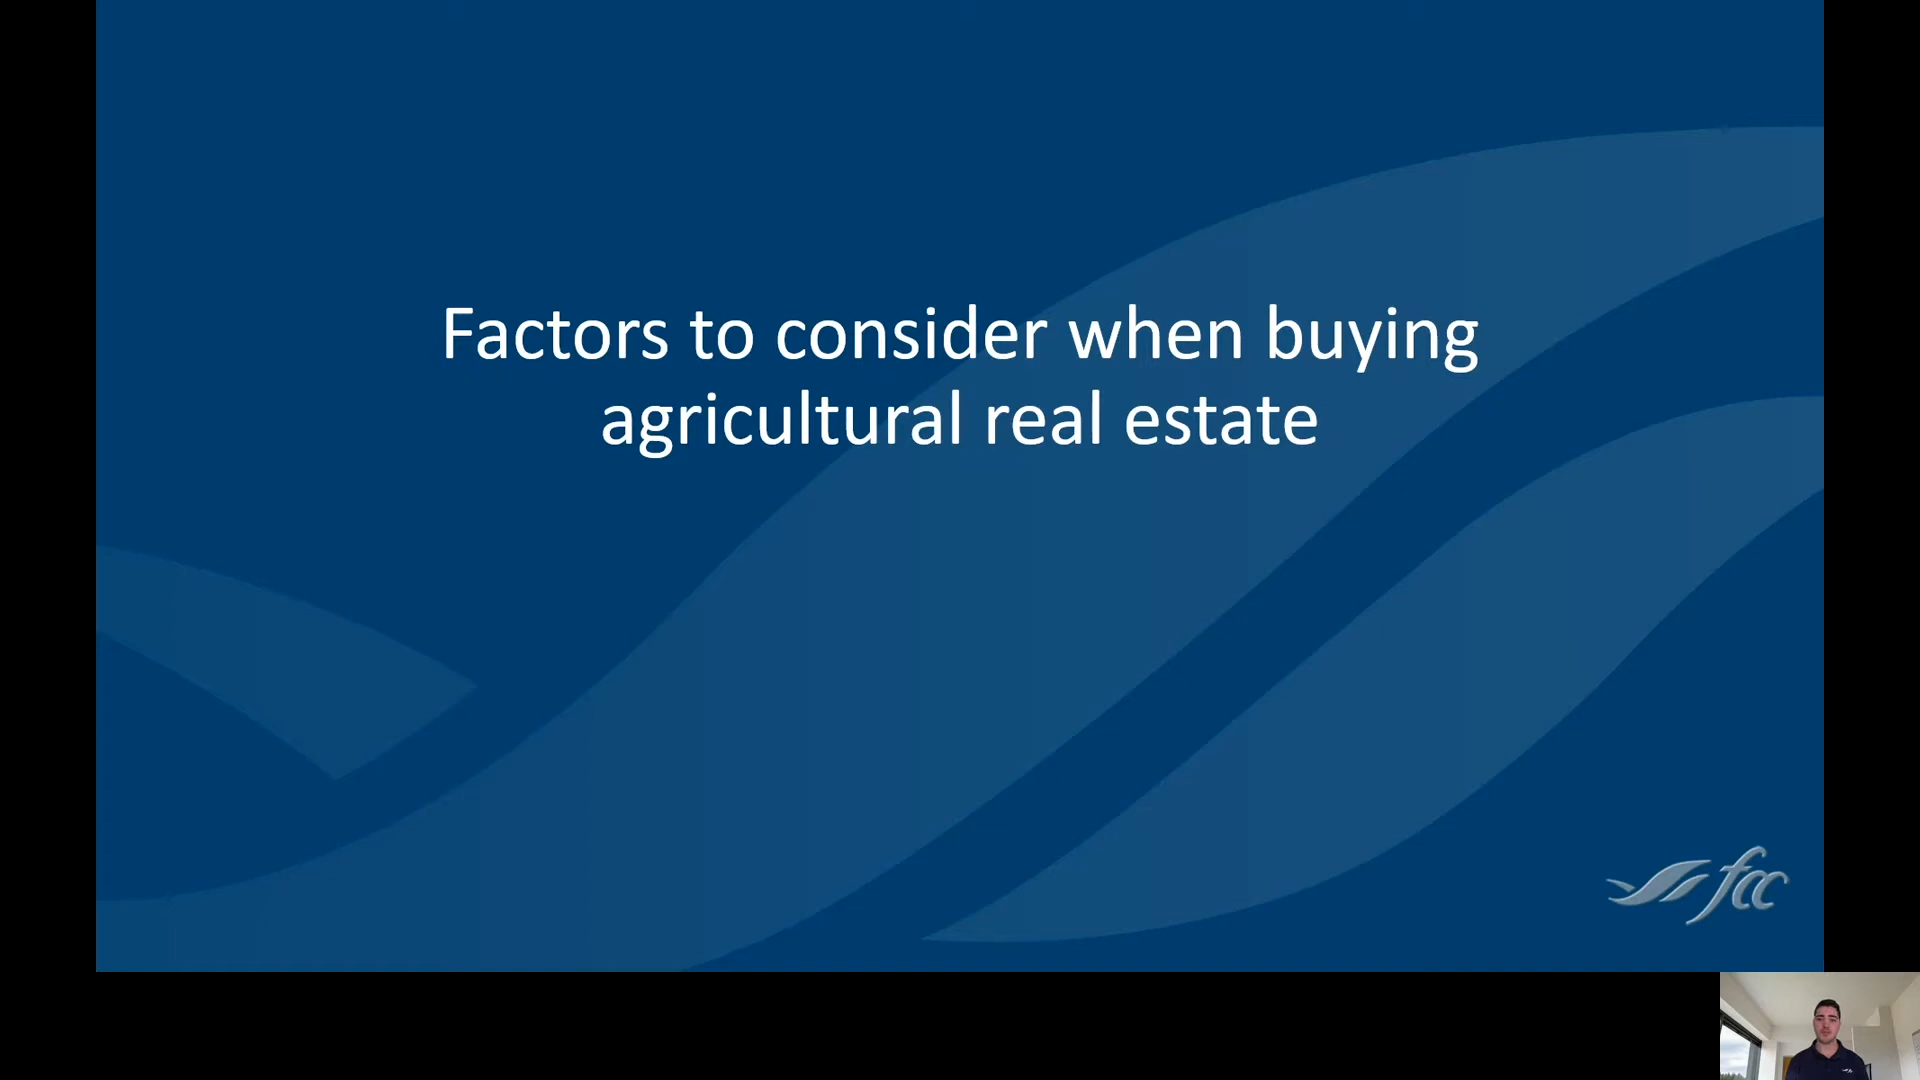 Factors to consider when buying
agricultural real estate
fcc